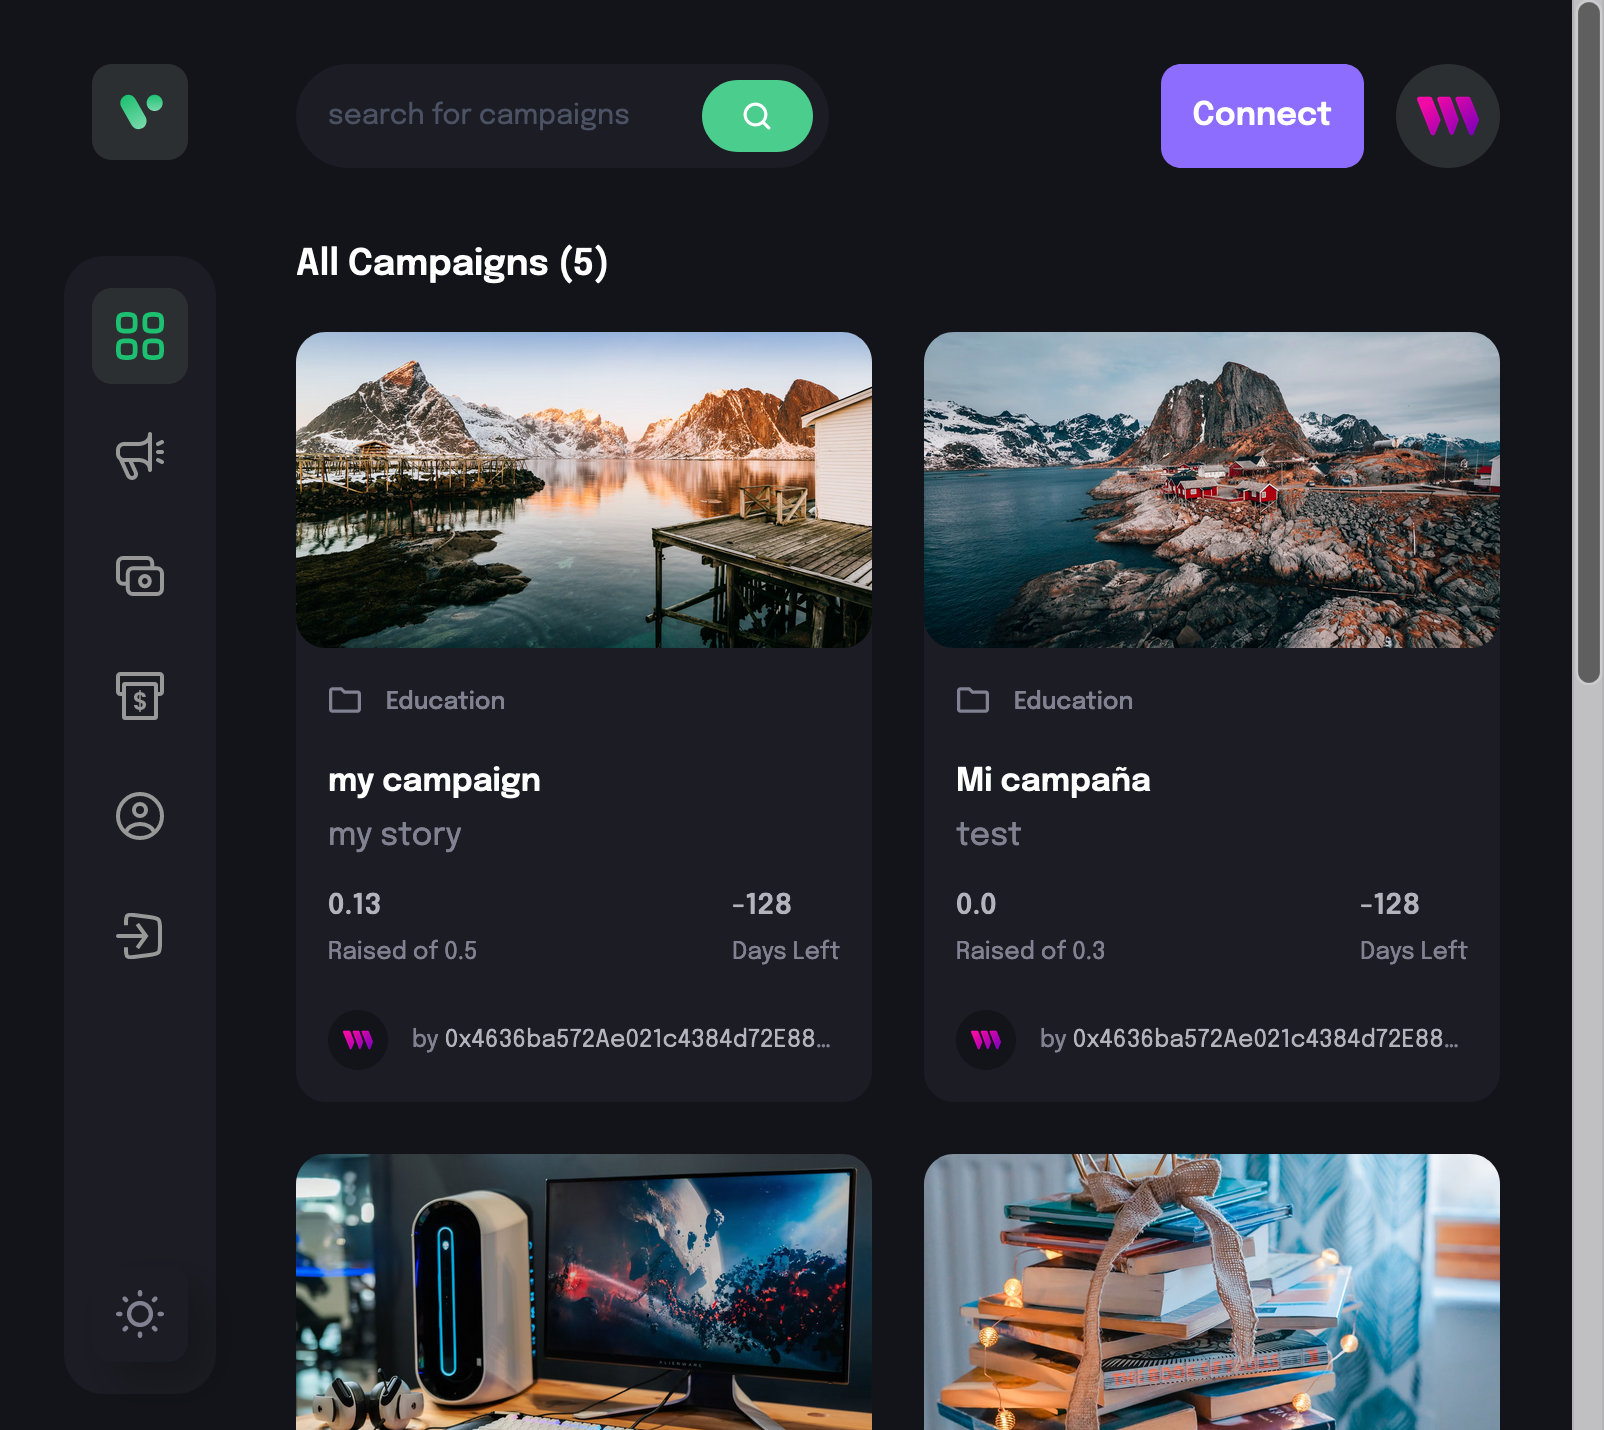 search for campaigns
Connect
All Campaigns (5)
Education
my campaign
my story
0.13
-128
Raised of 0.5
Days Left
by 0x4636ba572Ae021c4384d72E88...
Education
Mi campaña
test
0.0
-128
Raised of 0.3
Days Left
by 0x4636ba572Ae021c4384d72E88...
$
ALIENWARE